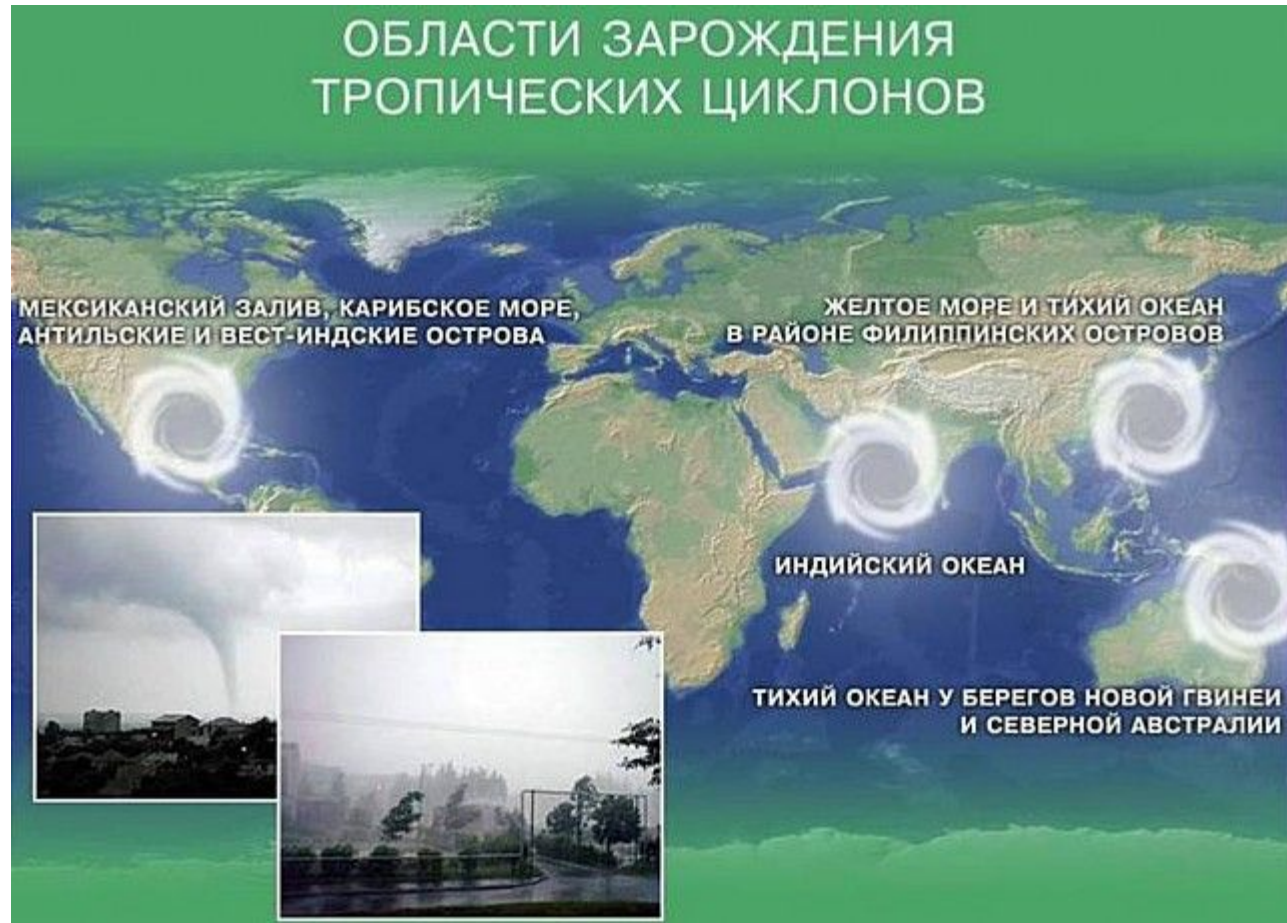 ОБЛАСТИ ЗАРОЖДЕНИЯ
ТРОПИЧЕСКИХ ЦИКЛОНОВ
МЕКСИКАНСКИЙ ЗАЛИВ, КАРИБСКОЕ МОРЕ,
АНТИЛЬСКИЕ И ВЕСТ-ИНДСКИЕ ОСТРОВА
ЖЕЛТОЕ МОРЕ И ТИХИЙ ОКЕАН
В РАЙОНЕ ФИЛИППИНСКИХ ОСТРОВОВ
ИНДИЙСКИЙ ОКЕАН
ТИХИЙ ОКЕАН У БЕРЕГОВ НОВОЙ ГВИНЕИ
И СЕВЕРНОЙ АВСТРАЛИИ